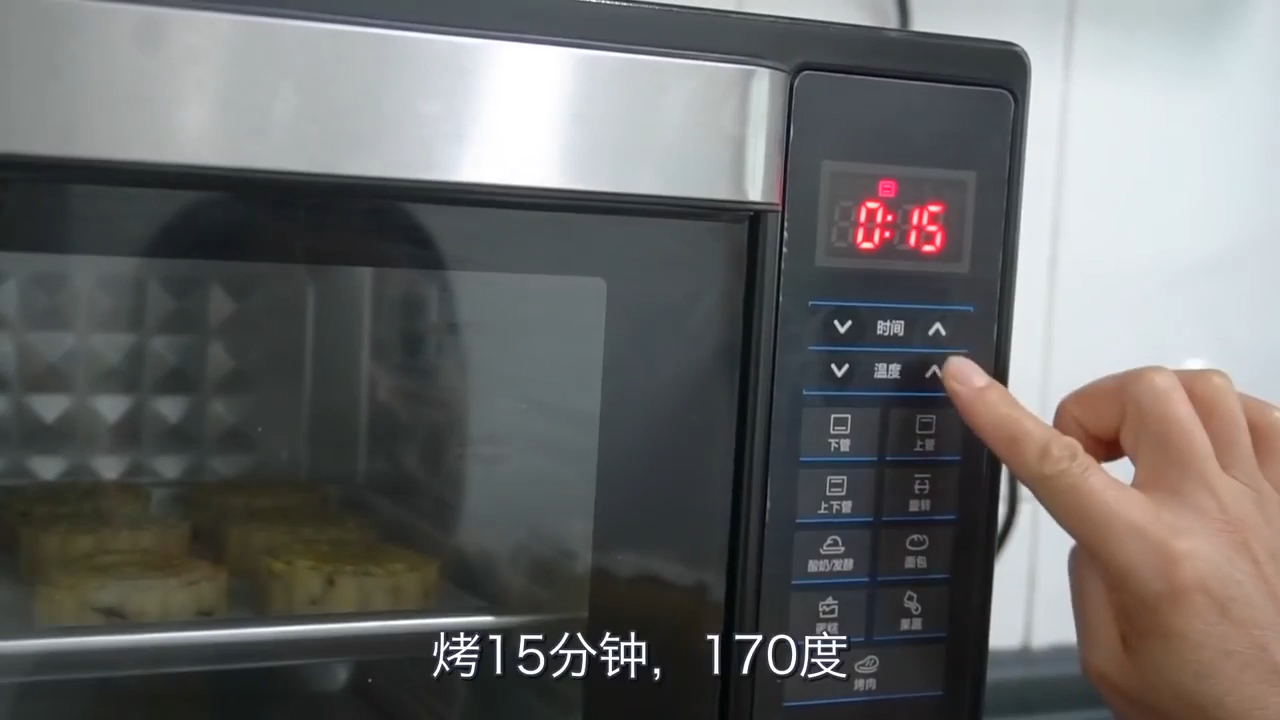 0:15
时间
温度
下管
上管
上下管
旋转
酸奶/发酵
面包
蛋糕
果蔬
烤肉
烤15分钟，170度